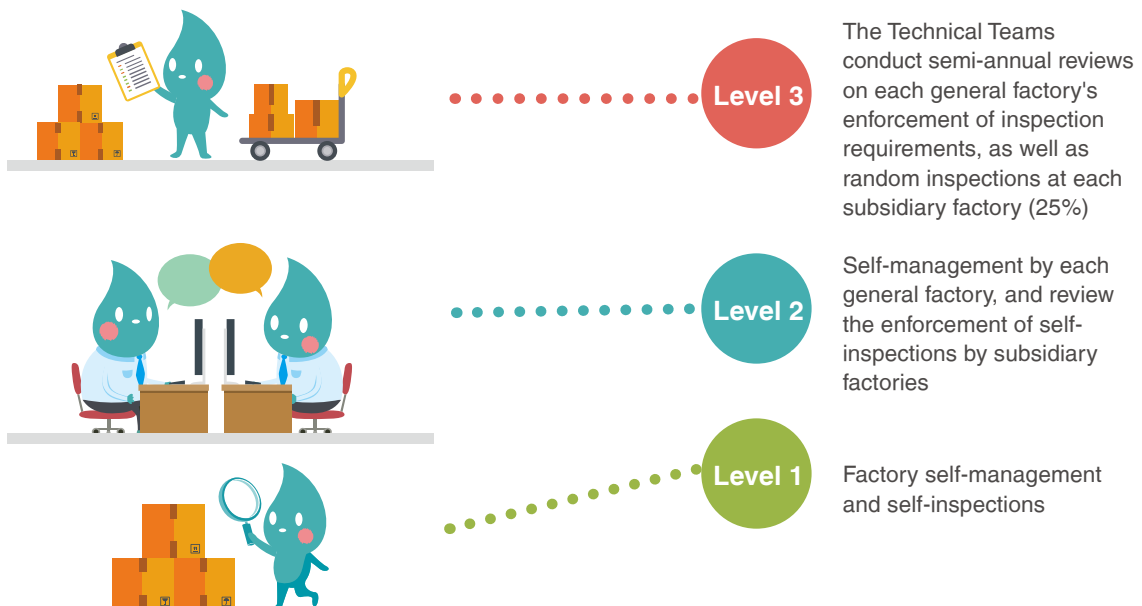 Level 3
The Technical Teams
conduct semi-annual reviews
on each general factory's
enforcement of inspection
requirements, as well as
random inspections at each
subsidiary factory (25%)
Level 2
Self-management by each
general factory, and review
the enforcement of self-
inspections by subsidiary
factories
Level 1
Factory self-management
and self-inspections